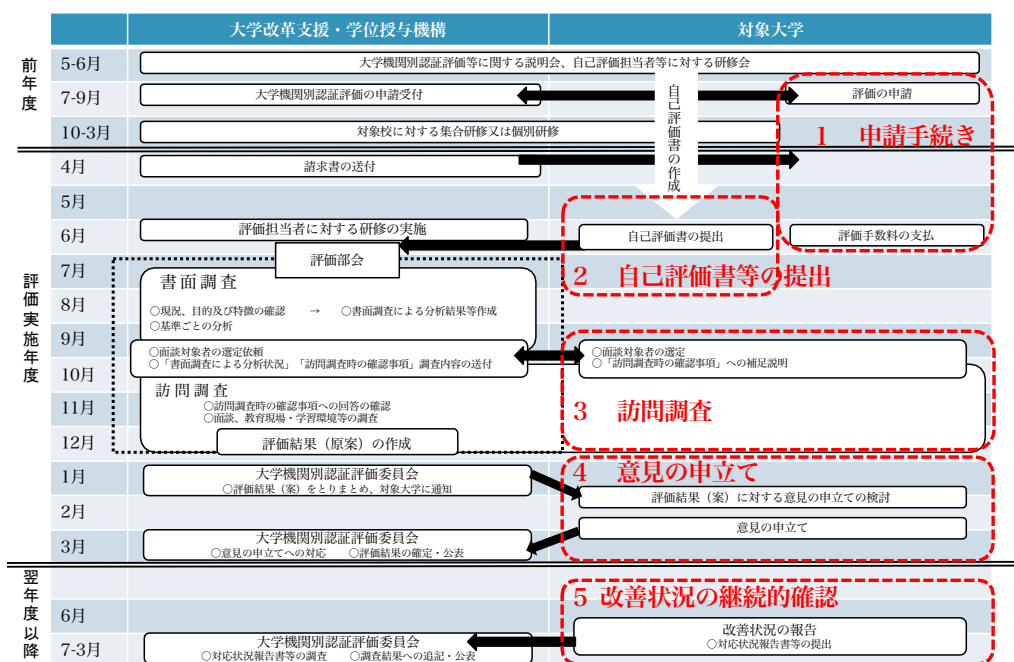 大学改革支援・学位授与機構
対象大学
前年度
5-6月
大学機関別認証評価等に関する説明会、自己評価担当者等に対する研修会
7-9月
大学機関別認証評価の申請受付
評価の申請
自己評価書の作成
10-3月
対象校に対する集合研修又は個別研修
1 申請手続き
評価実施年度
4月
請求書の送付
5月
6月
評価担当者に対する研修の実施
自己評価書の提出
評価手数料の支払
評価部会
7月
書面調査
2 自己評価書等の提出
8月
○現況、目的及び特徴の確認 → ○書面調査による分析結果等作成
○基準ごとの分析
9月
○面談対象者の選定依頼
○「書面調査による分析状況」「訪問調査時の確認事項」調査内容の送付
○面談対象者の選定
○「訪問調査時の確認事項」への補足説明
10月
訪問調査
11月
○訪問調査時の確認事項への回答の確認
○面談、教育現場・学習環境等の調査
3 訪問調査
12月
評価結果（原案）の作成
1月
大学機関別認証評価委員会
○評価結果（案）をとりまとめ、対象大学に通知
4 意見の申立て
評価結果（案）に対する意見の申立ての検討
2月
意見の申立て
3月
大学機関別認証評価委員会
○意見の申立てへの対応 ○評価結果の確定・公表
翌年度以降
5 改善状況の継続的確認
6月
改善状況の報告
○対応状況報告書等の提出
7-3月
大学機関別認証評価委員会
○対応状況報告書等の調査 ○調査結果への追記・公表